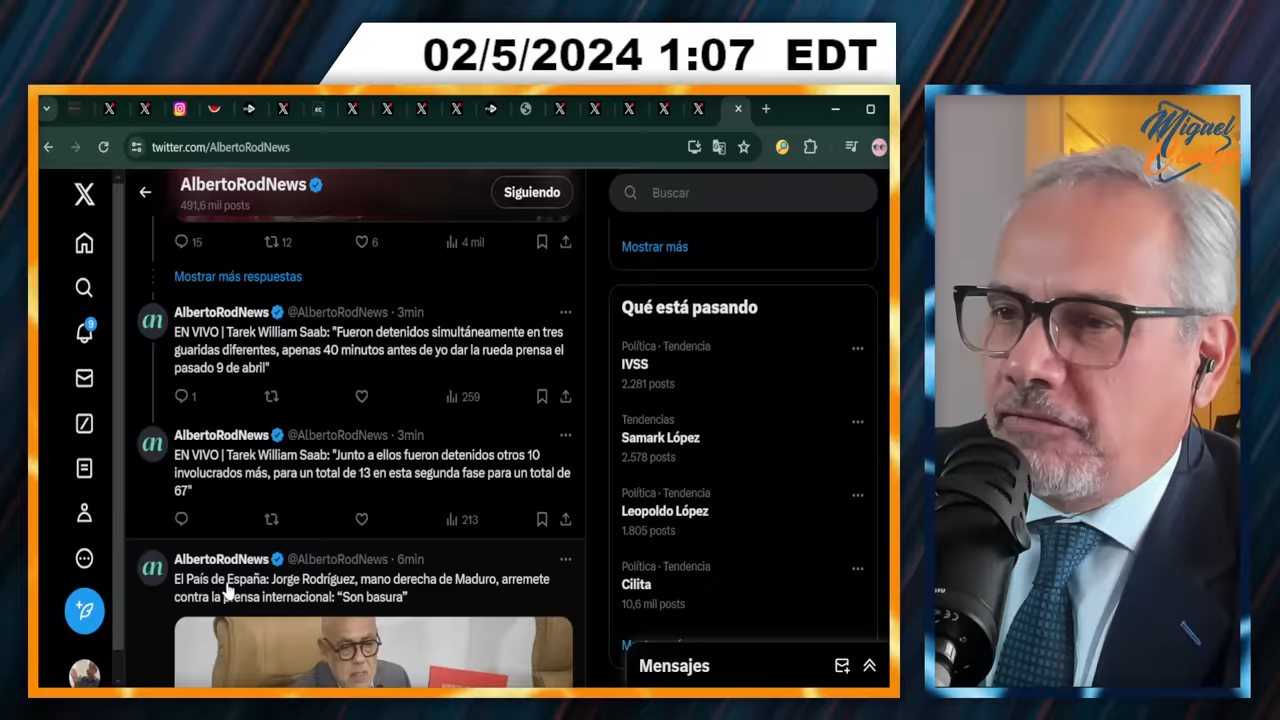 02/5/2024 1:07 EDT
twitter.com/AlbertoRodNews
AlbertoRodNews
491,6 mil posts
Siguiendo
15 12 6 4 mil
Mostrar más respuestas
AlbertoRodNews @AlbertoRodNews · 3min
EN VIVO | Tarek William Saab: "Fueron detenidos simultáneamente en tres
guaridas diferentes, apenas 40 minutos antes de yo dar la rueda prensa el
pasado 9 de abril"
1 259
AlbertoRodNews @AlbertoRodNews · 3min
EN VIVO | Tarek William Saab: "Junto a ellos fueron detenidos otros 10
involucrados más, para un total de 13 en esta segunda fase para un total de
67"
213
AlbertoRodNews @AlbertoRodNews · 6min
El País de España: Jorge Rodríguez, mano derecha de Maduro, arremete
contra la prensa internacional: “Son basura”
9
Buscar
Mostrar más
Qué está pasando
Política · Tendencia
IVSS
2.281 posts
Tendencias
Samark López
2.578 posts
Política · Tendencia
Leopoldo López
1.805 posts
Política · Tendencia
Cilita
10,6 mil posts
Mensajes
Miguel